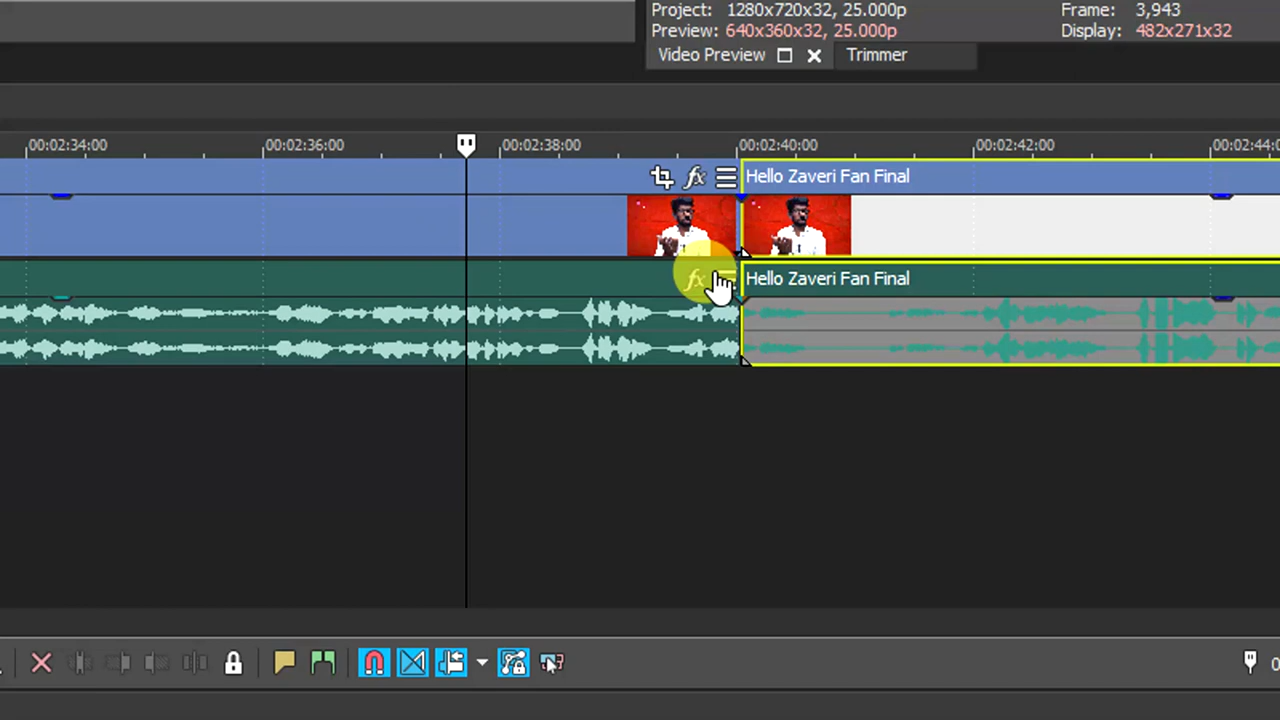 Project: 1280x720x32, 25.000p Frame: 3,943
Preview: 640x360x32, 25.000p Display: 482x271x32
Video Preview Trimmer
00:02:34:00 00:02:36:00 00:02:38:00 00:02:40:00 00:02:42:00 00:02:44:0
fx Hello Zaveri Fan Final
fx Hello Zaveri Fan Final